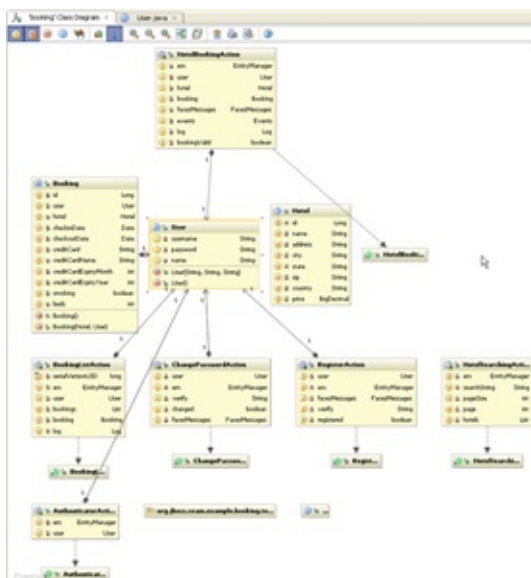 'booking' Class Diagram
User.java
HotelBookingAction
em EntityManager
user User
hotel Hotel
booking Booking
facesMessages FacesMessages
events Events
log Log
bookingValid boolean
Booking
id Long
user User
hotel Hotel
checkinDate Date
checkoutDate Date
creditCard String
creditCardName String
creditCardExpiryMonth int
creditCardExpiryYear int
smoking boolean
beds int
Booking()
Booking(Hotel, User)
User
username String
password String
name String
User(String, String, String)
User()
Hotel
id Long
name String
address String
city String
state String
zip String
country String
price BigDecimal
HotelBooki...
BookingListAction
serialVersionUID long
em EntityManager
user User
bookings List
booking Booking
log Log
ChangePasswordAction
user User
em EntityManager
verify String
changed boolean
facesMessages FacesMessages
RegisterAction
user User
em EntityManager
facesMessages FacesMessages
verify String
registered boolean
HotelSearchingActi...
em EntityManager
searchString String
pageSize int
page int
hotels List
BookingL...
ChangePasswo...
Regist...
HotelSearchi...
AuthenticatorActi...
em EntityManager
user User
org.jboss.seam.example.booking.te...
...
Authenticat...